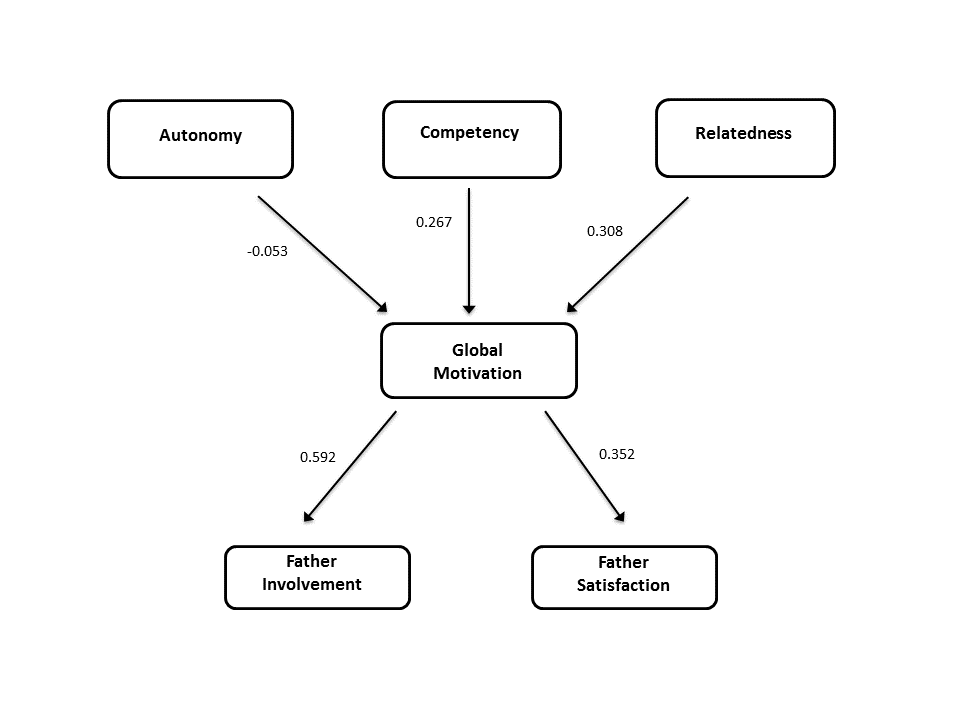 Autonomy
Competency
Relatedness
-0.053
0.267
0.308
Global
Motivation
0.592
0.352
Father
Involvement
Father
Satisfaction